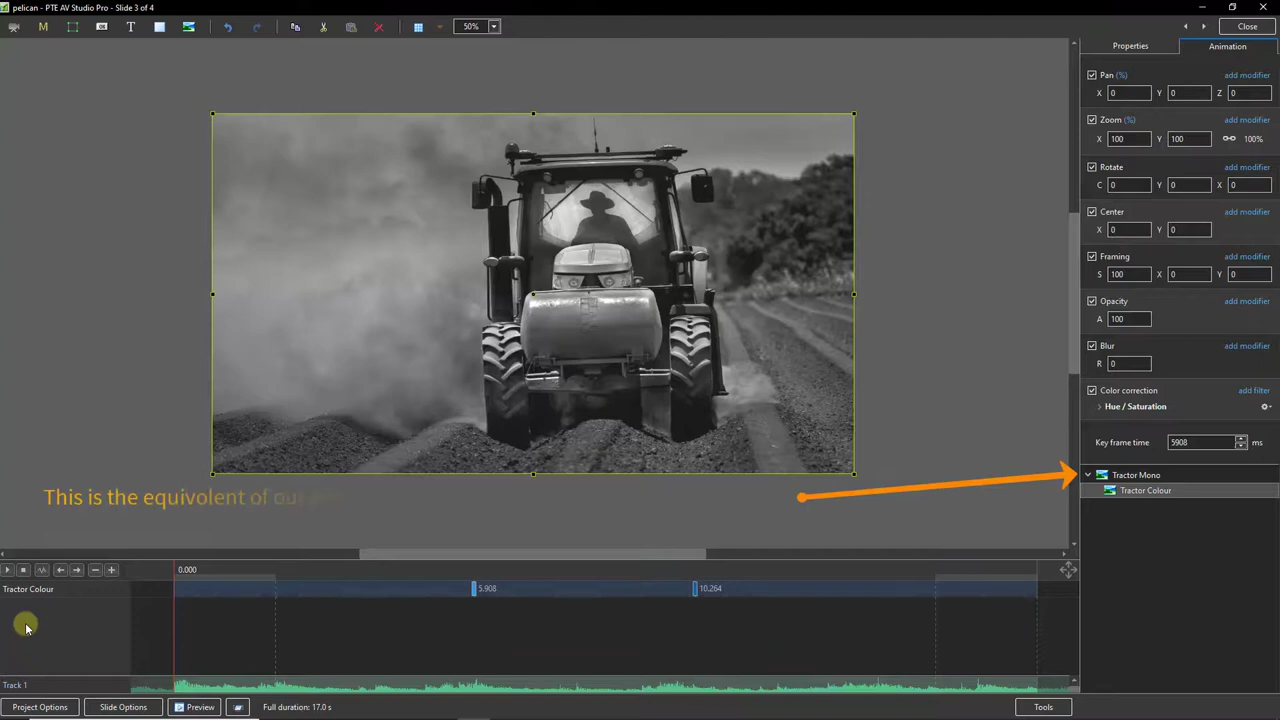 pelican - PTE AV Studio Pro - Slide 3 of 4
M
OK
T
50%
Close
Properties
Animation
Pan (%)
add modifier
X 0 Y 0 Z 0
Zoom (%)
add modifier
X 100 Y 100 100%
Rotate
add modifier
C 0 Y 0 X 0
Center
add modifier
X 0 Y 0
Framing
add modifier
S 100 X 0 Y 0
Opacity
add modifier
A 100
Blur
add modifier
R 0
Color correction
add filter
Hue / Saturation
Key frame time 5908 ms
Tractor Mono
Tractor Colour
This is the equivolent of our
0.000
Tractor Colour
5.908
10.264
Track 1
Project Options
Slide Options
Preview
Full duration: 17.0 s
Tools